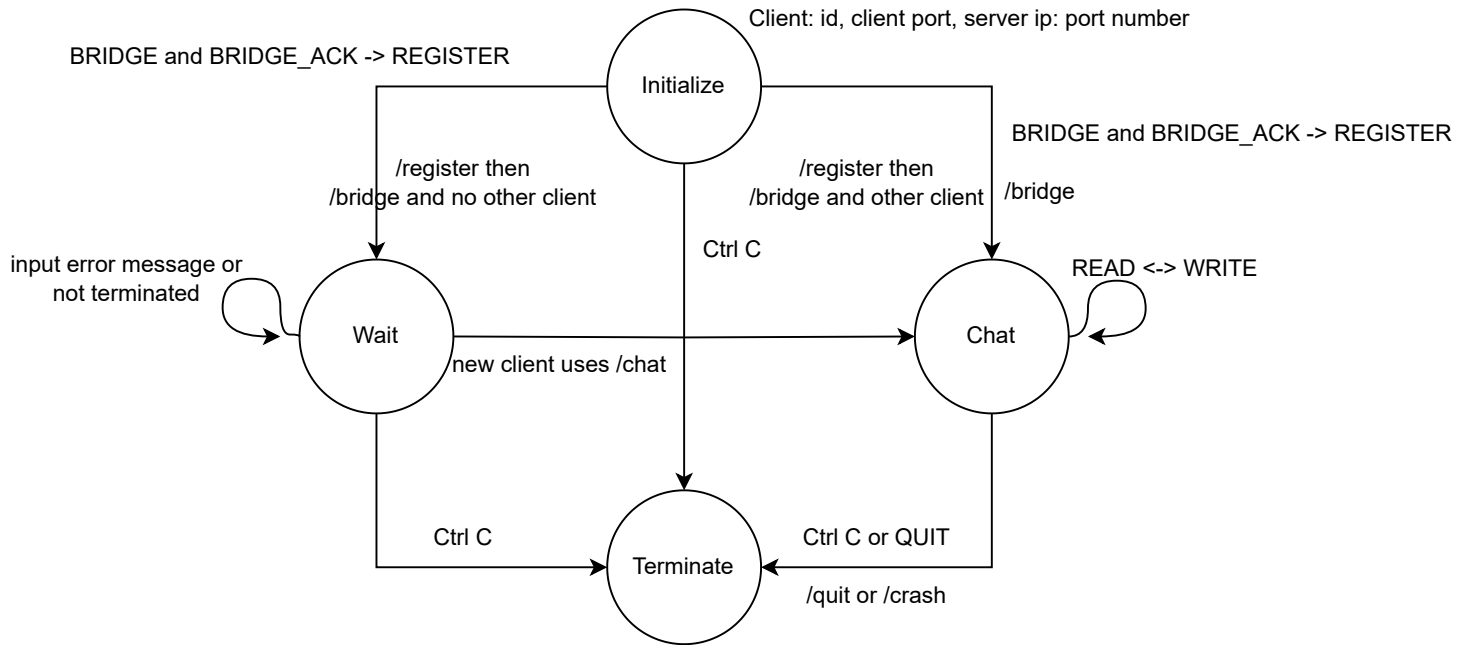 Client: id, client port, server ip: port number
BRIDGE and BRIDGE_ACK -> REGISTER
Initialize
BRIDGE and BRIDGE_ACK -> REGISTER
/register then
/bridge and no other client
/register then
/bridge and other client
/bridge
Ctrl C
input error message or
not terminated
READ <-> WRITE
Wait
Chat
new client uses /chat
Ctrl C
Ctrl C or QUIT
Terminate
/quit or /crash